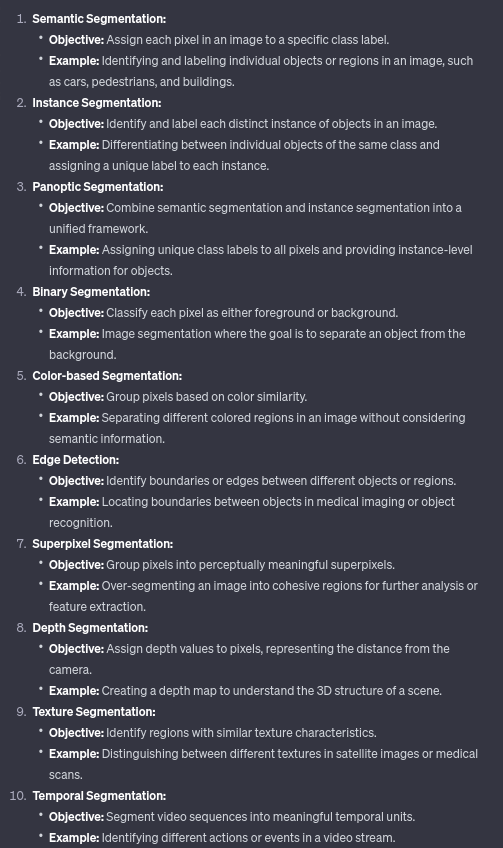 1. Semantic Segmentation:
• Objective: Assign each pixel in an image to a specific class label.
• Example: Identifying and labeling individual objects or regions in an image, such
as cars, pedestrians, and buildings.
2. Instance Segmentation:
• Objective: Identify and label each distinct instance of objects in an image.
• Example: Differentiating between individual objects of the same class and
assigning a unique label to each instance.
3. Panoptic Segmentation:
• Objective: Combine semantic segmentation and instance segmentation into a
unified framework.
• Example: Assigning unique class labels to all pixels and providing instance-level
information for objects.
4. Binary Segmentation:
• Objective: Classify each pixel as either foreground or background.
• Example: Image segmentation where the goal is to separate an object from the
background.
5. Color-based Segmentation:
• Objective: Group pixels based on color similarity.
• Example: Separating different colored regions in an image without considering
semantic information.
6. Edge Detection:
• Objective: Identify boundaries or edges between different objects or regions.
• Example: Locating boundaries between objects in medical imaging or object
recognition.
7. Superpixel Segmentation:
• Objective: Group pixels into perceptually meaningful superpixels.
• Example: Over-segmenting an image into cohesive regions for further analysis or
feature extraction.
8. Depth Segmentation:
• Objective: Assign depth values to pixels, representing the distance from the
camera.
• Example: Creating a depth map to understand the 3D structure of a scene.
9. Texture Segmentation:
• Objective: Identify regions with similar texture characteristics.
• Example: Distinguishing between different textures in satellite images or medical
scans.
10. Temporal Segmentation:
• Objective: Segment video sequences into meaningful temporal units.
• Example: Identifying different actions or events in a video stream.